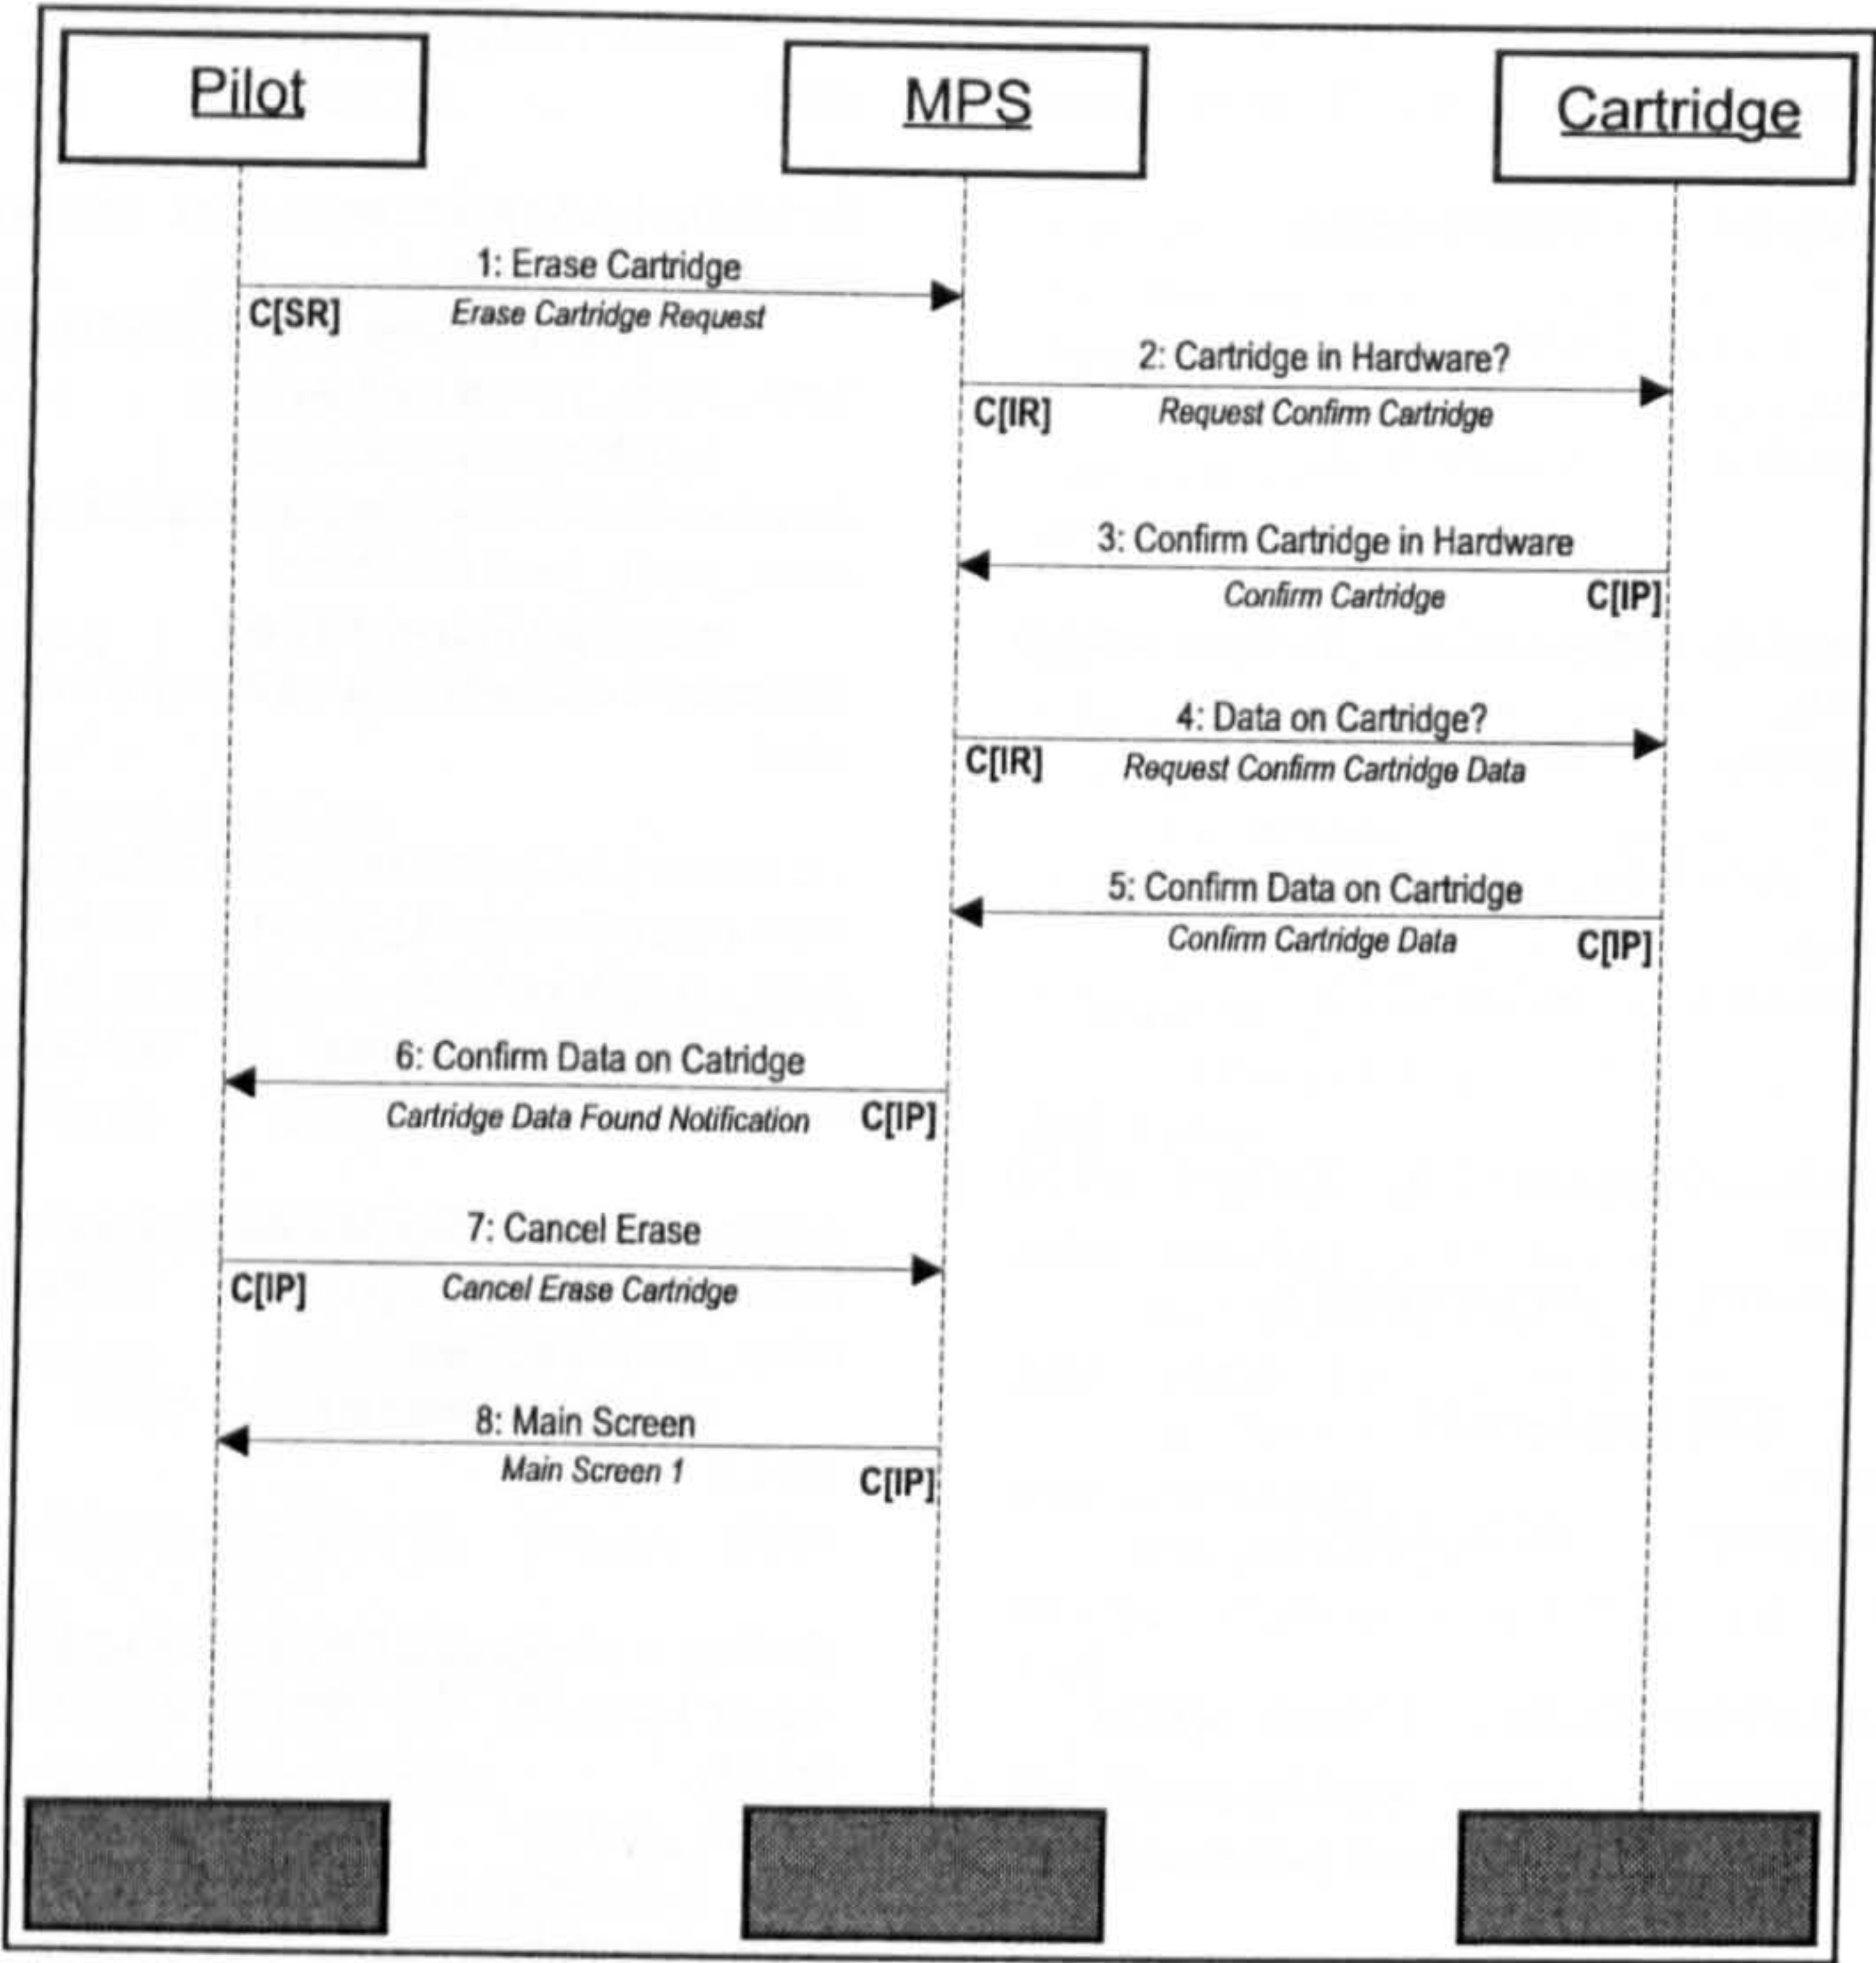 Pilot
MPS
Cartridge
1: Erase Cartridge
C[SR] Erase Cartridge Request
2: Cartridge in Hardware?
C[IR] Request Confirm Cartridge
3: Confirm Cartridge in Hardware
Confirm Cartridge C[IP]
4: Data on Cartridge?
C[IR] Request Confirm Cartridge Data
5: Confirm Data on Cartridge
Confirm Cartridge Data C[IP]
6: Confirm Data on Catridge
Cartridge Data Found Notification C[IP]
7: Cancel Erase
C[IP] Cancel Erase Cartridge
8: Main Screen
Main Screen 1 C[IP]